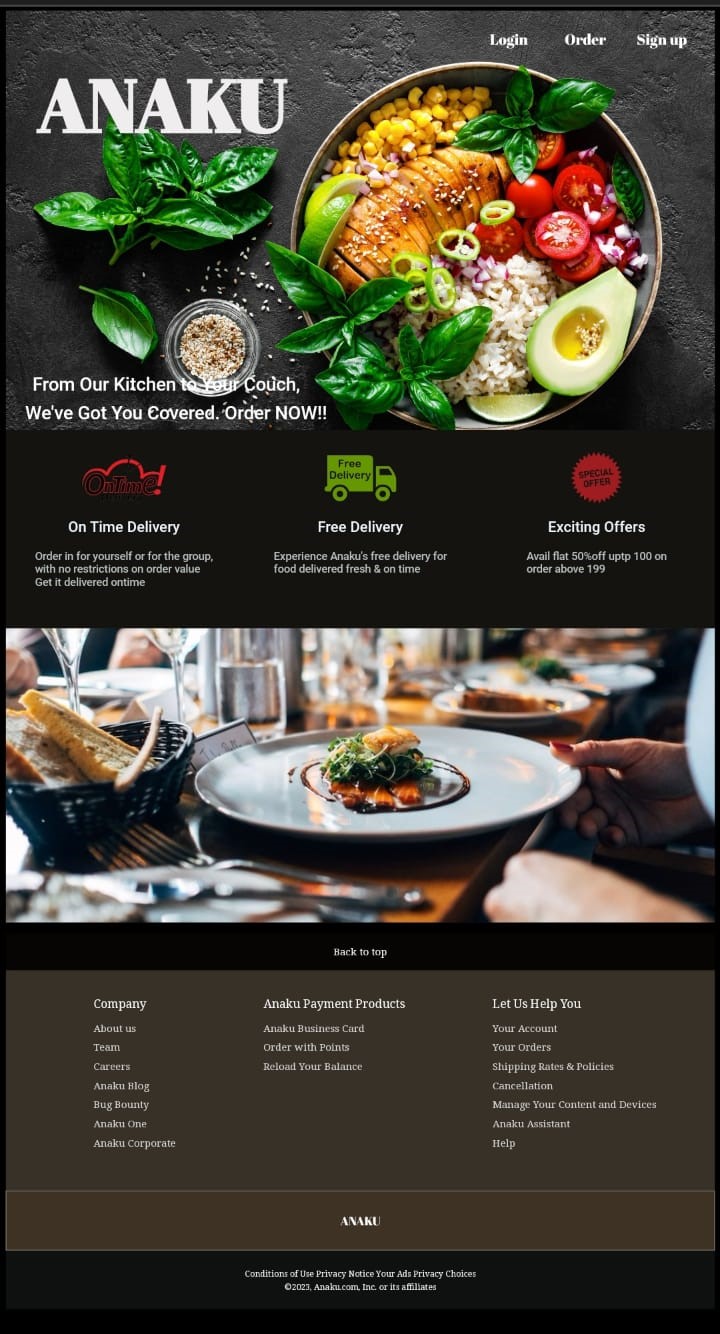 Login Order Sign up
ANAKU
From Our Kitchen to Your Couch,
We've Got You Covered. Order NOW!!
OnTime!
Free
Delivery
SPECIAL
OFFER
On Time Delivery
Free Delivery
Exciting Offers
Order in for yourself or for the group,
with no restrictions on order value
Get it delivered ontime
Experience Anaku's free delivery for
food delivered fresh & on time
Avail flat 50%off uptp 100 on
order above 199
Back to top
Company
About us
Team
Careers
Anaku Blog
Bug Bounty
Anaku One
Anaku Corporate
Anaku Payment Products
Anaku Business Card
Order with Points
Reload Your Balance
Let Us Help You
Your Account
Your Orders
Shipping Rates & Policies
Cancellation
Manage Your Content and Devices
Anaku Assistant
Help
ANAKU
Conditions of Use Privacy Notice Your Ads Privacy Choices
©2023, Anaku.com, Inc. or its affiliates